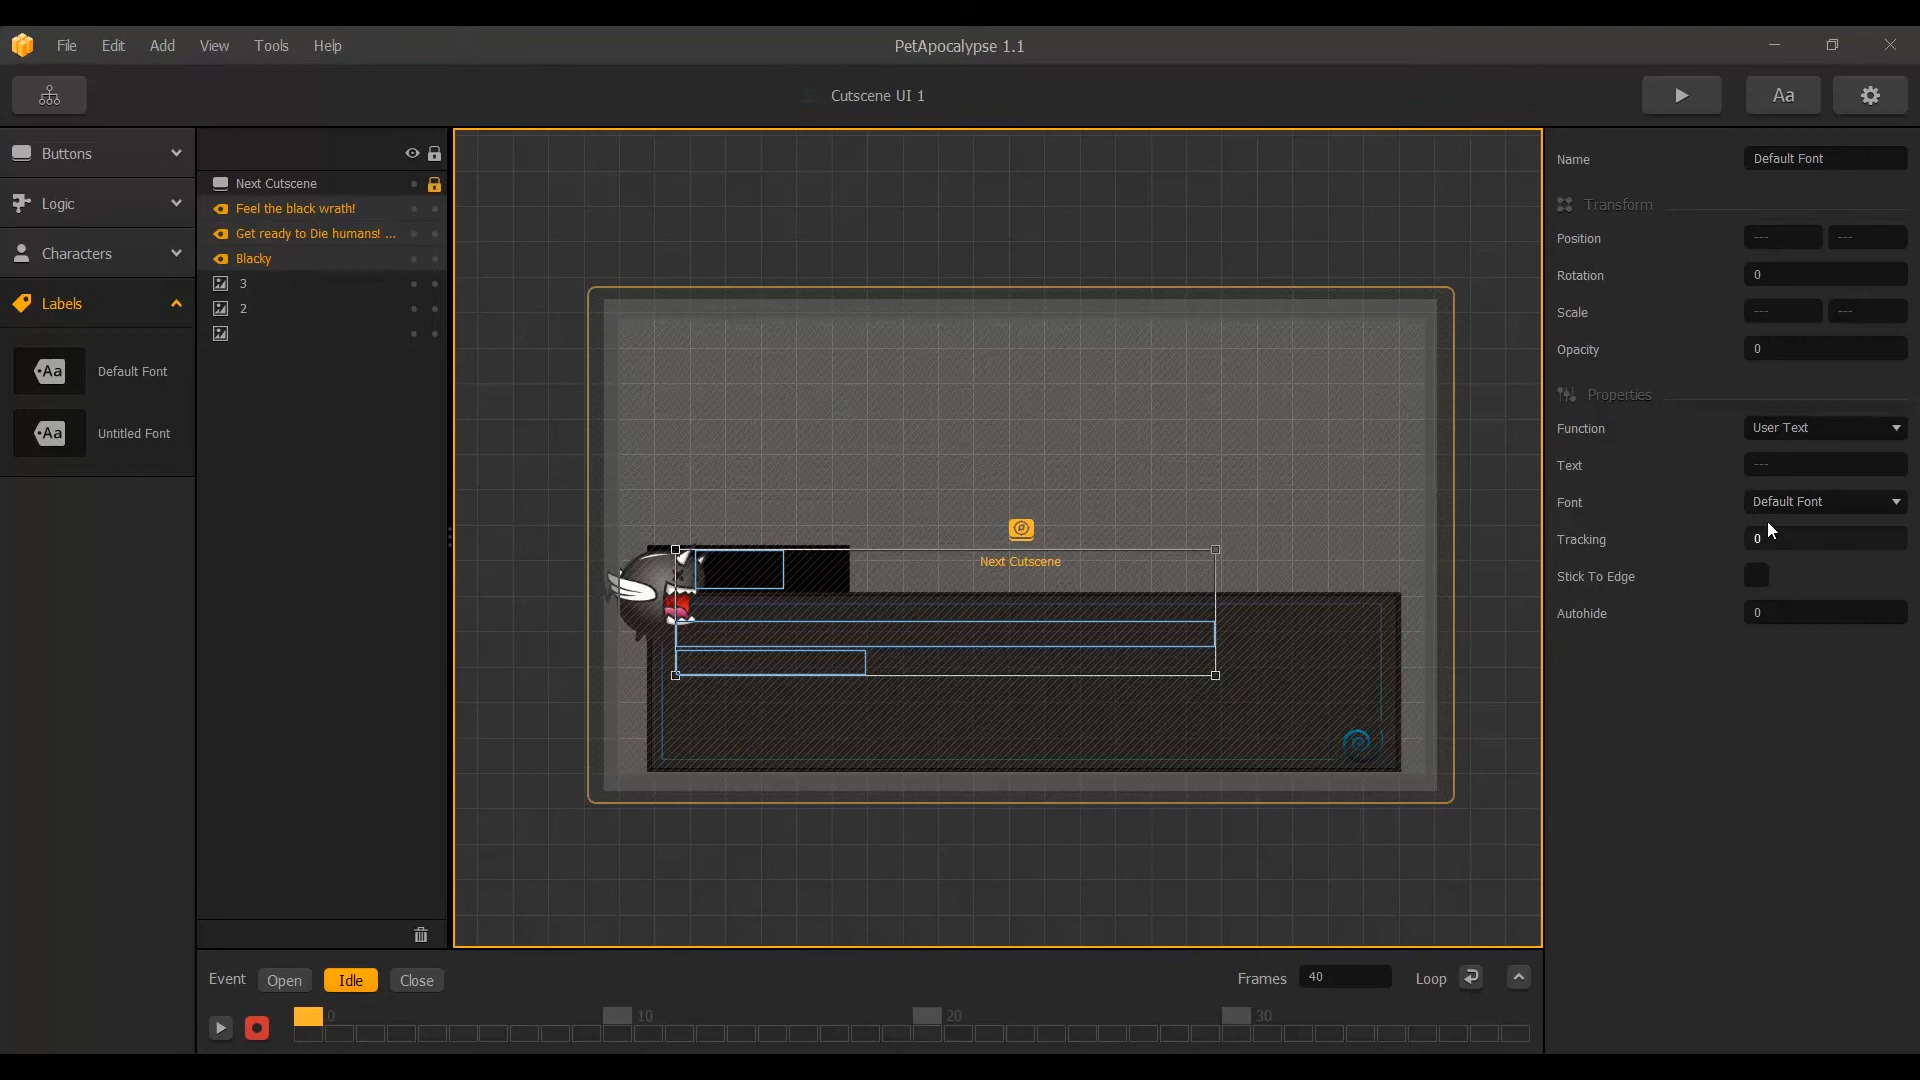 File Edit Add View Tools Help
PetApocalypse 1.1
Cutscene UI 1
Aa
Buttons
Logic
Characters
Labels
Aa Default Font
Aa Untitled Font
Next Cutscene
Feel the black wrath!
Get ready to Die humans! ...
Blacky
3
2
Next Cutscene
Name Default Font
Transform
Position --- ---
Rotation 0
Scale --- ---
Opacity 0
Properties
Function User Text
Text ---
Font Default Font
Tracking 0
Stick To Edge
Autohide 0
Event Open Idle Close
Frames 40 Loop
0 10 20 30